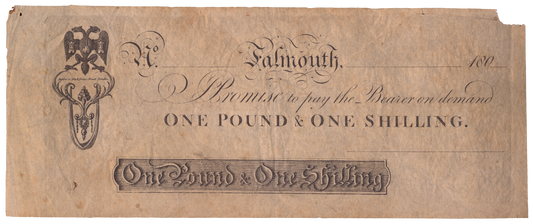 No. Falmouth, 180
I Promise to pay the Bearer on demand
ONE POUND & ONE SHILLING.
One Pound & One Shilling